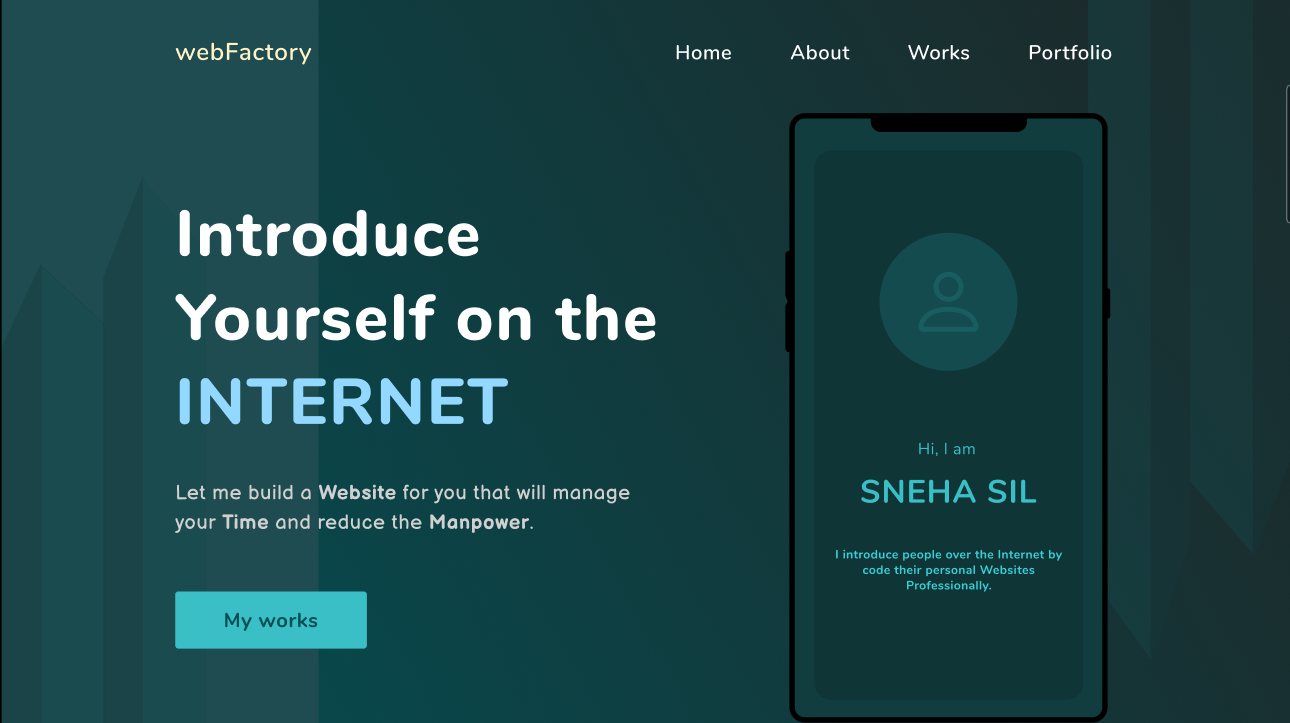 webFactory
Home About Works Portfolio
Introduce
Yourself on the
INTERNET
Let me build a Website for you that will manage
your Time and reduce the Manpower.
My works
Hi, I am
SNEHA SIL
I introduce people over the Internet by
code their personal Websites
Professionally.